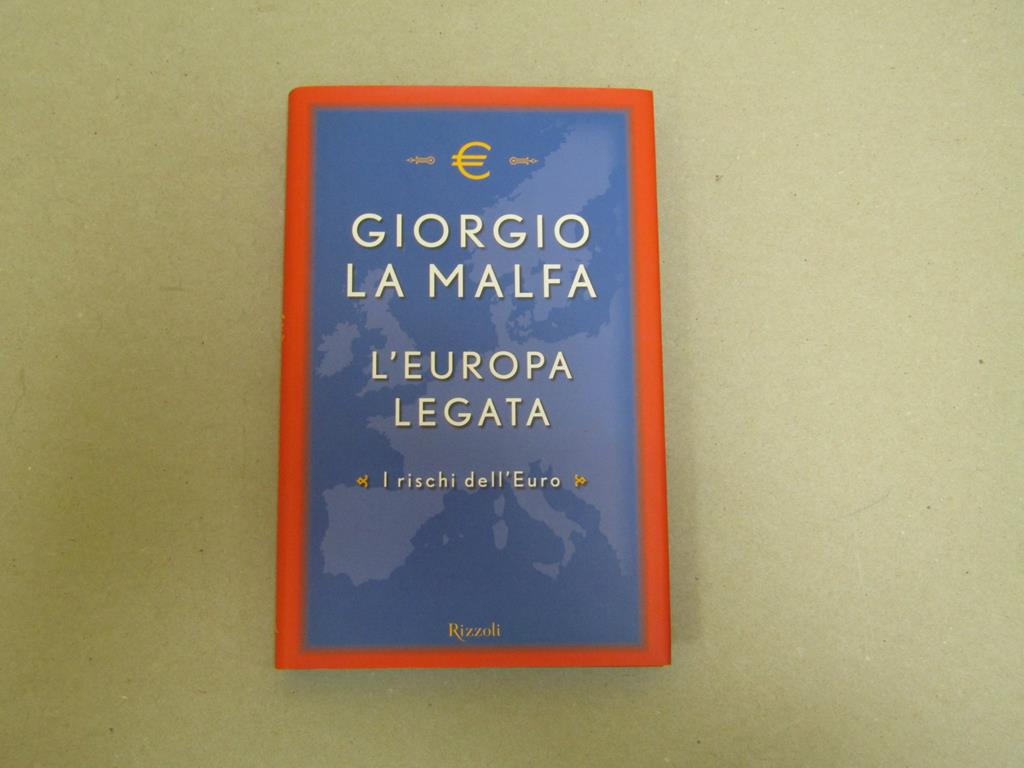 €
GIORGIO
LA MALFA
L'EUROPA
LEGATA
I rischi dell'Euro
Rizzoli